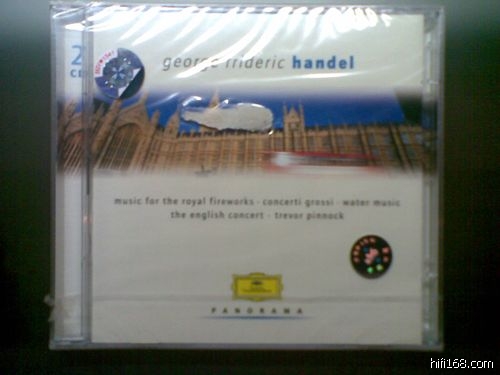 2
CD
george frideric handel
music for the royal fireworks · concerti grossi · water music
the english concert · trevor pinnock
PANORAMA
hifi168.com